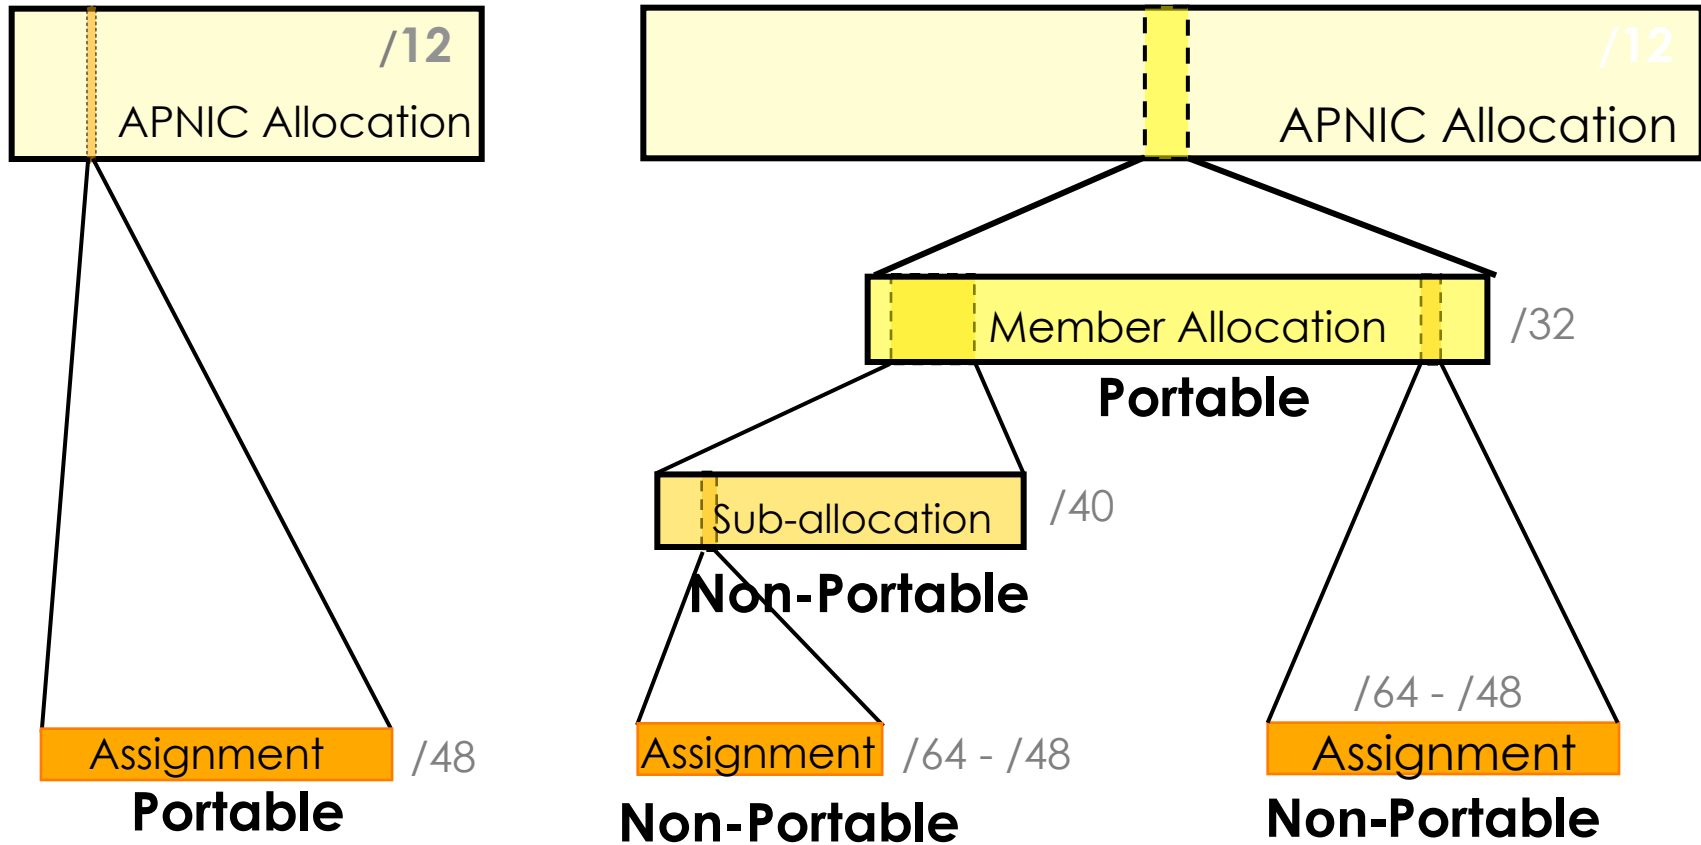 /12
APNIC Allocation
/12
APNIC Allocation
Member Allocation
/32
Portable
Sub-allocation
/40
Non-Portable
/64 - /48
Assignment
/48
Portable
Assignment
/64 - /48
Non-Portable
Assignment
Non-Portable